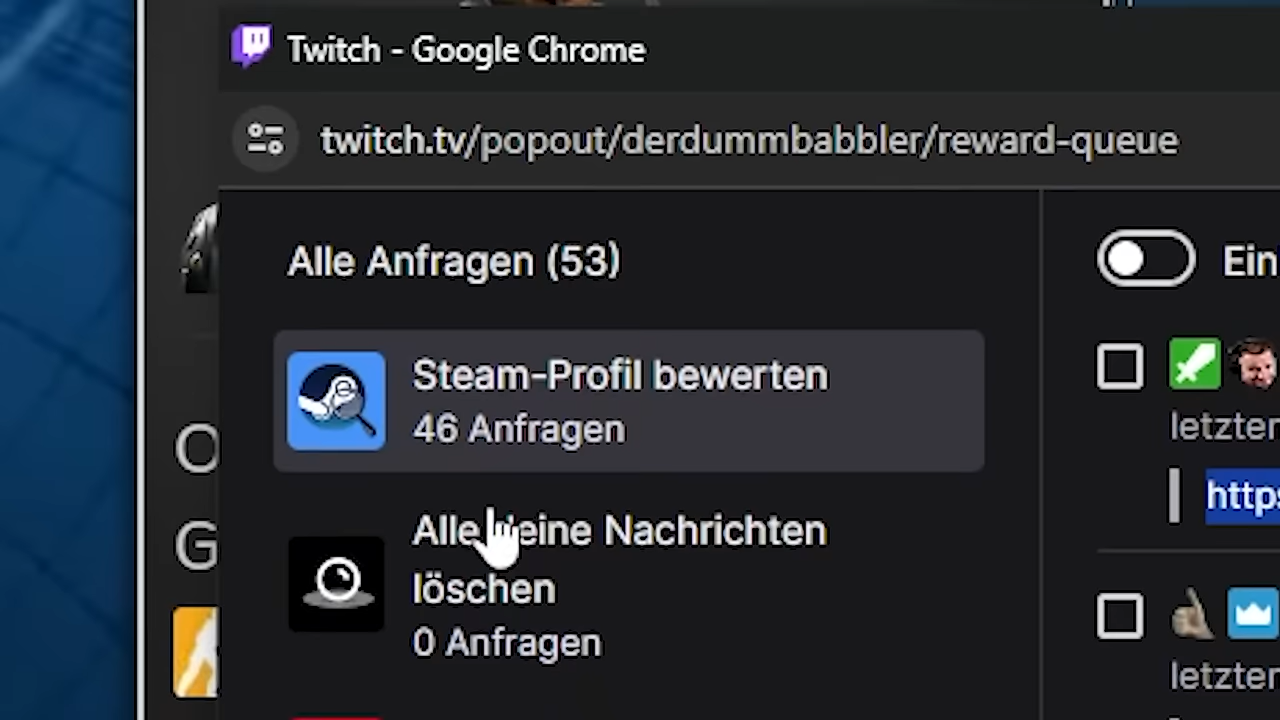 Twitch - Google Chrome
twitch.tv/popout/derdummbabbler/reward-queue
Alle Anfragen (53)
Ein
Steam-Profil bewerten
46 Anfragen
letzter
https
Alle deine Nachrichten
löschen
0 Anfragen
letzter
O
G